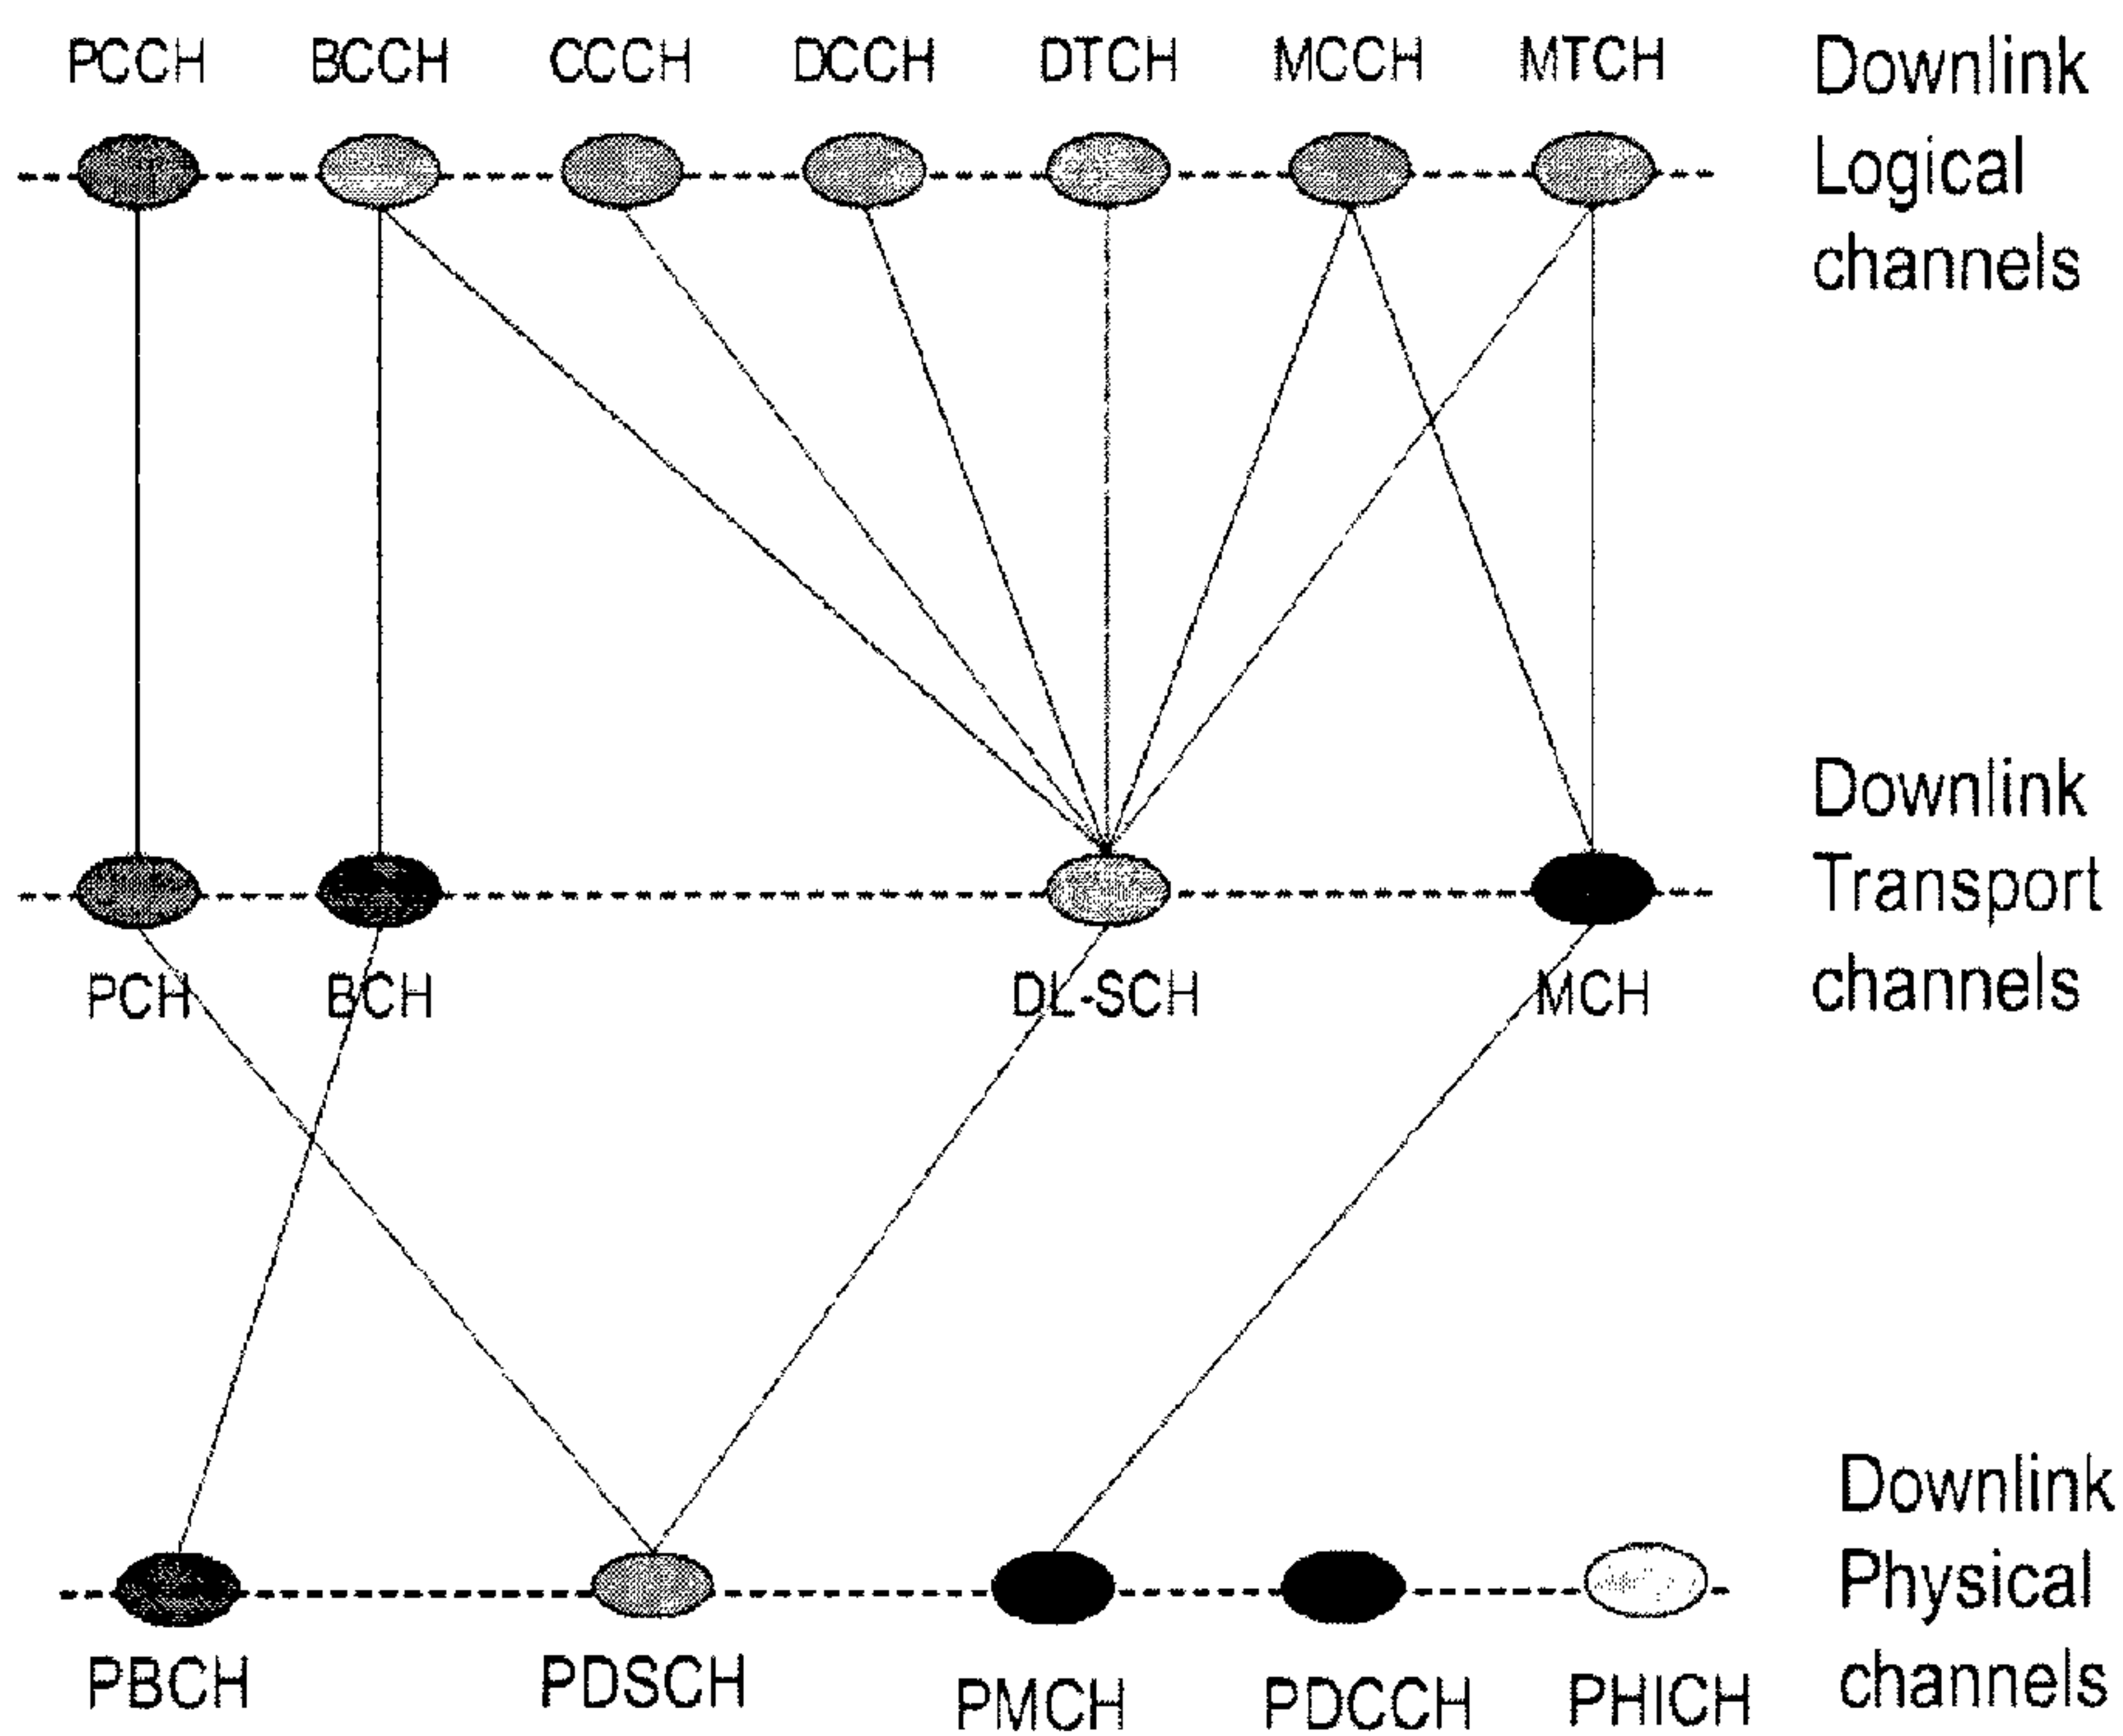 PCCH BCCH CCCH DCCH DTCH MCCH MTCH
Downlink
Logical
channels
Downlink
Transport
channels
PCH BCH DL-SCH MCH
Downlink
Physical
channels
PBCH PDSCH PMCH PDCCH PHICH